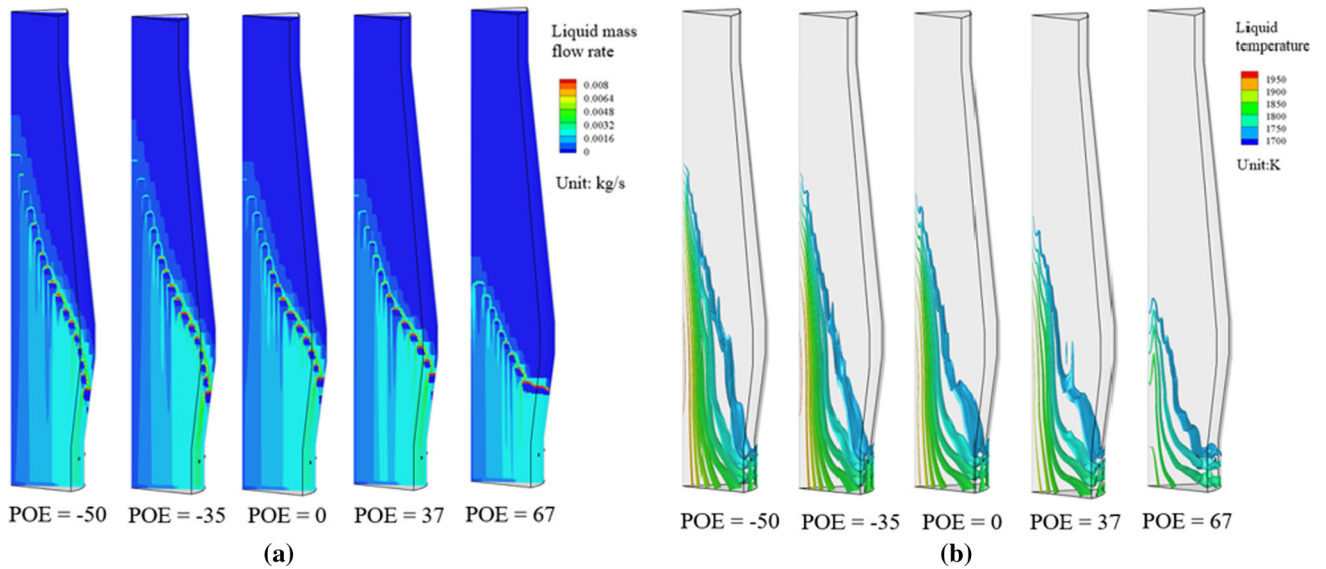 Liquid mass
flow rate
0.008
0.0064
0.0048
0.0032
0.0016
0
Unit: kg/s
POE = -50
POE = -35
POE = 0
POE = 37
POE = 67
(a)
Liquid
temperature
1950
1900
1850
1800
1750
1700
Unit:K
POE = -50
POE = -35
POE = 0
POE = 37
POE = 67
(b)